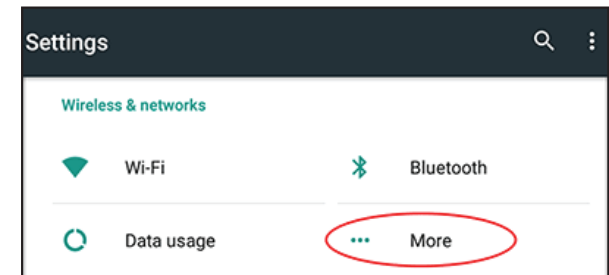 Settings
Wireless & networks
Wi-Fi
Bluetooth
Data usage
More